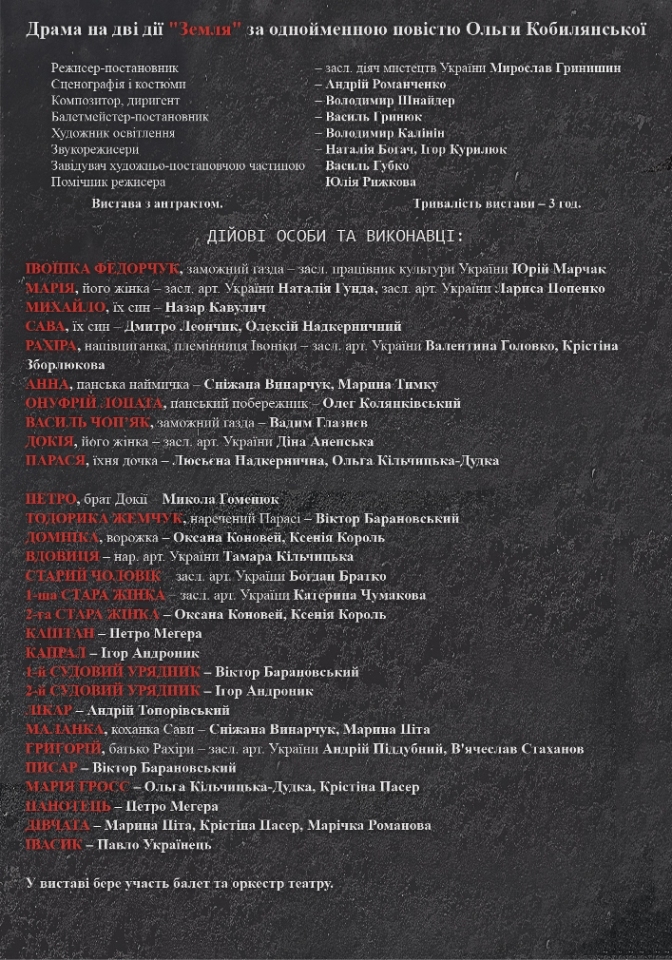 Драма на дві дії "Земля" за однойменною повістю Ольги Кобилянської
Режисер-постановник – засл. діяч мистецтв України Мирослав Гринишин
Сценографія і костюми – Андрій Романченко
Композитор, диригент – Володимир Шнайдер
Балетмейстер-постановник – Василь Гринюк
Художник освітлення – Володимир Калінін
Звукорежисери – Наталія Богач, Ігор Курилюк
Завідувач художньо-постановчою частиною Василь Губко
Помічник режисера Юлія Рижкова
Вистава з антрактом. Тривалість вистави – 3 год.
ДІЙОВІ ОСОБИ ТА ВИКОНАВЦІ:
ІВОНІКА ФЕДОРЧУК, заможний газда – засл. працівник культури України Юрій Марчак
МАРІЯ, його жінка – засл. арт. України Наталія Гунда, засл. арт. України Лариса Попенко
МИХАЙЛО, їх син – Назар Кавулич
САВА, їх син – Дмитро Леончик, Олексій Надкерничний
РАХІРА, напівциганка, племінниця Івоніки – засл. арт. України Валентина Головко, Крістіна
Зборлюкова
АННА, панська наймичка – Сніжана Винарчук, Марина Тимку
ОНУФРІЙ ЛОПАТА, панський побережник – Олег Колянківський
ВАСИЛЬ ЧОП'ЯК, заможний газда – Вадим Глазнєв
ДОКІЯ, його жінка – засл. арт. України Діна Анепська
ПАРАСЯ, їхня дочка – Люсьєна Надкернична, Ольга Кільчицька-Дудка
ПЕТРО, брат Докії – Микола Гоменюк
ТОДОРИКА ЖЕМЧУК, наречений Парасі – Віктор Барановський
ДОМНІКА, ворожка – Оксана Коновей, Ксенія Король
ВДОВИЦЯ – нар. арт. України Тамара Кільчицька
СТАРИЙ ЧОЛОВІК – засл. арт. України Богдан Братко
1-ша СТАРА ЖІНКА – засл. арт. України Катерина Чумакова
2-га СТАРА ЖІНКА – Оксана Коновей, Ксенія Король
КАПІТАН – Петро Мегера
КАПРАЛ – Ігор Андроник
1-й СУДОВИЙ УРЯДНИК – Віктор Барановський
2-й СУДОВИЙ УРЯДНИК – Ігор Андроник
ЛІКАР – Андрій Топорівський
МАЛАНКА, коханка Сави – Сніжана Винарчук, Марина Ціта
ГРИГОРІЙ, батько Рахіри – засл. арт. України Андрій Піддубний, В'ячеслав Стаханов
ПИСАР – Віктор Барановський
МАРІЯ ГРОСС – Ольга Кільчицька-Дудка, Крістіна Пасер
ПАНОТЕЦЬ – Петро Мегера
ДІВЧАТА – Марина Ціта, Крістіна Пасер, Марічка Романова
ІВАСИК – Павло Українець
У виставі бере участь балет та оркестр театру.